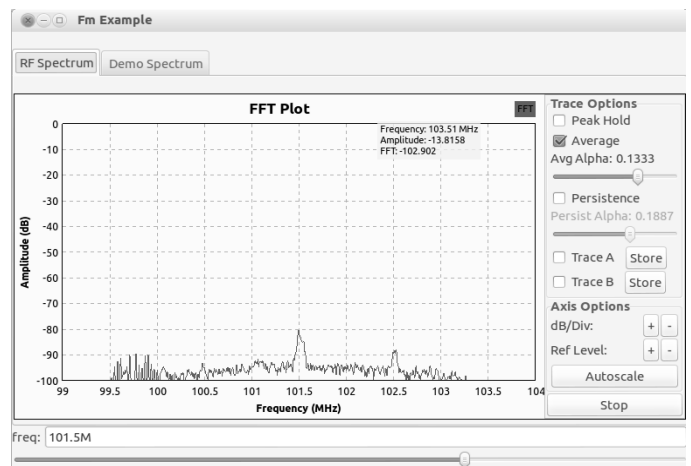 Fm Example
RF Spectrum
Demo Spectrum
FFT Plot
FFT
Frequency: 103.51 MHz
Amplitude: -13.8158
FFT: -102.902
Amplitude (dB)
0
-10
-20
-30
-40
-50
-60
-70
-80
-90
-100
99 99.5 100 100.5 101 101.5 102 102.5 103 103.5 104
Frequency (MHz)
Trace Options
Peak Hold
Average
Avg Alpha: 0.1333
Persistence
Persist Alpha: 0.1887
Trace A Store
Trace B Store
Axis Options
dB/Div: + -
Ref Level: + -
Autoscale
Stop
freq: 101.5M